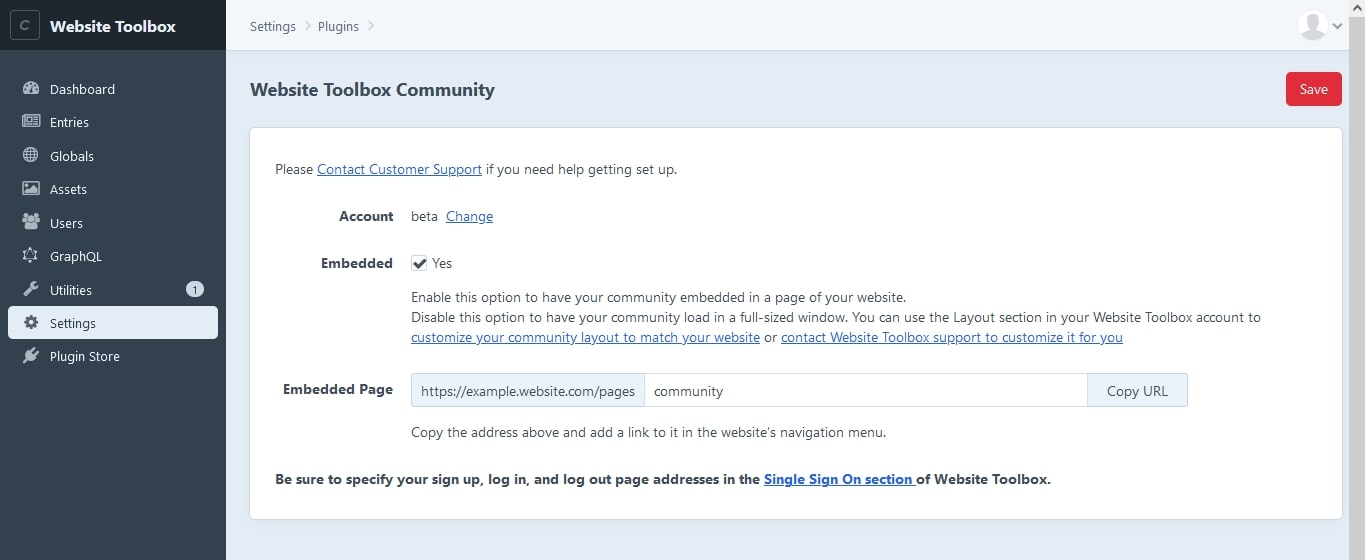 C Website Toolbox
Settings Plugins
Dashboard
Entries
Globals
Assets
Users
GraphQL
Utilities 1
Settings
Plugin Store
Website Toolbox Community
Save
Please Contact Customer Support if you need help getting set up.
Account beta Change
Embedded Yes
Enable this option to have your community embedded in a page of your website.
Disable this option to have your community load in a full-sized window. You can use the Layout section in your Website Toolbox account to
customize your community layout to match your website or contact Website Toolbox support to customize it for you
Embedded Page https://example.website.com/pages community Copy URL
Copy the address above and add a link to it in the website's navigation menu.
Be sure to specify your sign up, log in, and log out page addresses in the Single Sign On section of Website Toolbox.